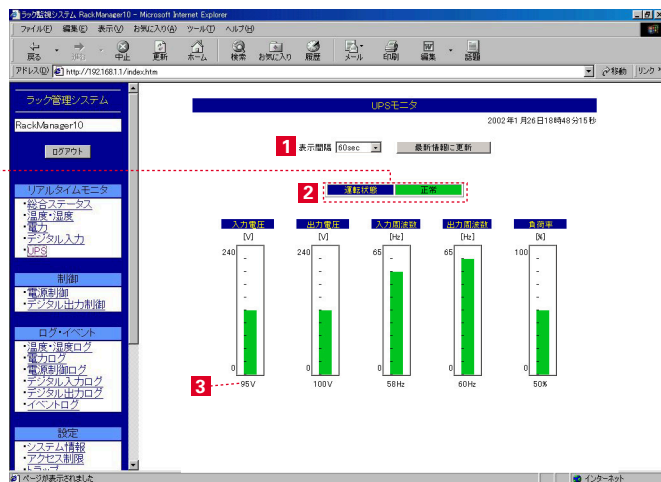 ラック監視システム RackManager10 - Microsoft Internet Explorer
ファイル(F) 編集(E) 表示(V) お気に入り(A) ツール(T) ヘルプ(H)
戻る 進む 中止 更新 ホーム 検索 お気に入り 履歴 メール 印刷 編集 話題
アドレス(D) http://192.168.1.1/index.htm 移動 リンク
ラック管理システム
RackManager10
ログアウト
リアルタイムモニタ
・総合ステータス
・温度・湿度
・電力
・デジタル入力
・UPS
制御
・電源制御
・デジタル出力制御
ログ・イベント
・温度・湿度ログ
・電力ログ
・電源制御ログ
・デジタル入力ログ
・デジタル出力ログ
・イベントログ
設定
・システム情報
・アクセス制限
・トラップ
UPSモニタ
2002年1月26日18時48分15秒
1 表示間隔 60sec 最新情報に更新
2 運転状態 正常
入力電圧 出力電圧 入力周波数 出力周波数 負荷率
[V] [V] [Hz] [Hz] [%]
240 240 65 65 100
0 0 0 0 0
3 95V 100V 58Hz 60Hz 50%
ページが表示されました インターネット